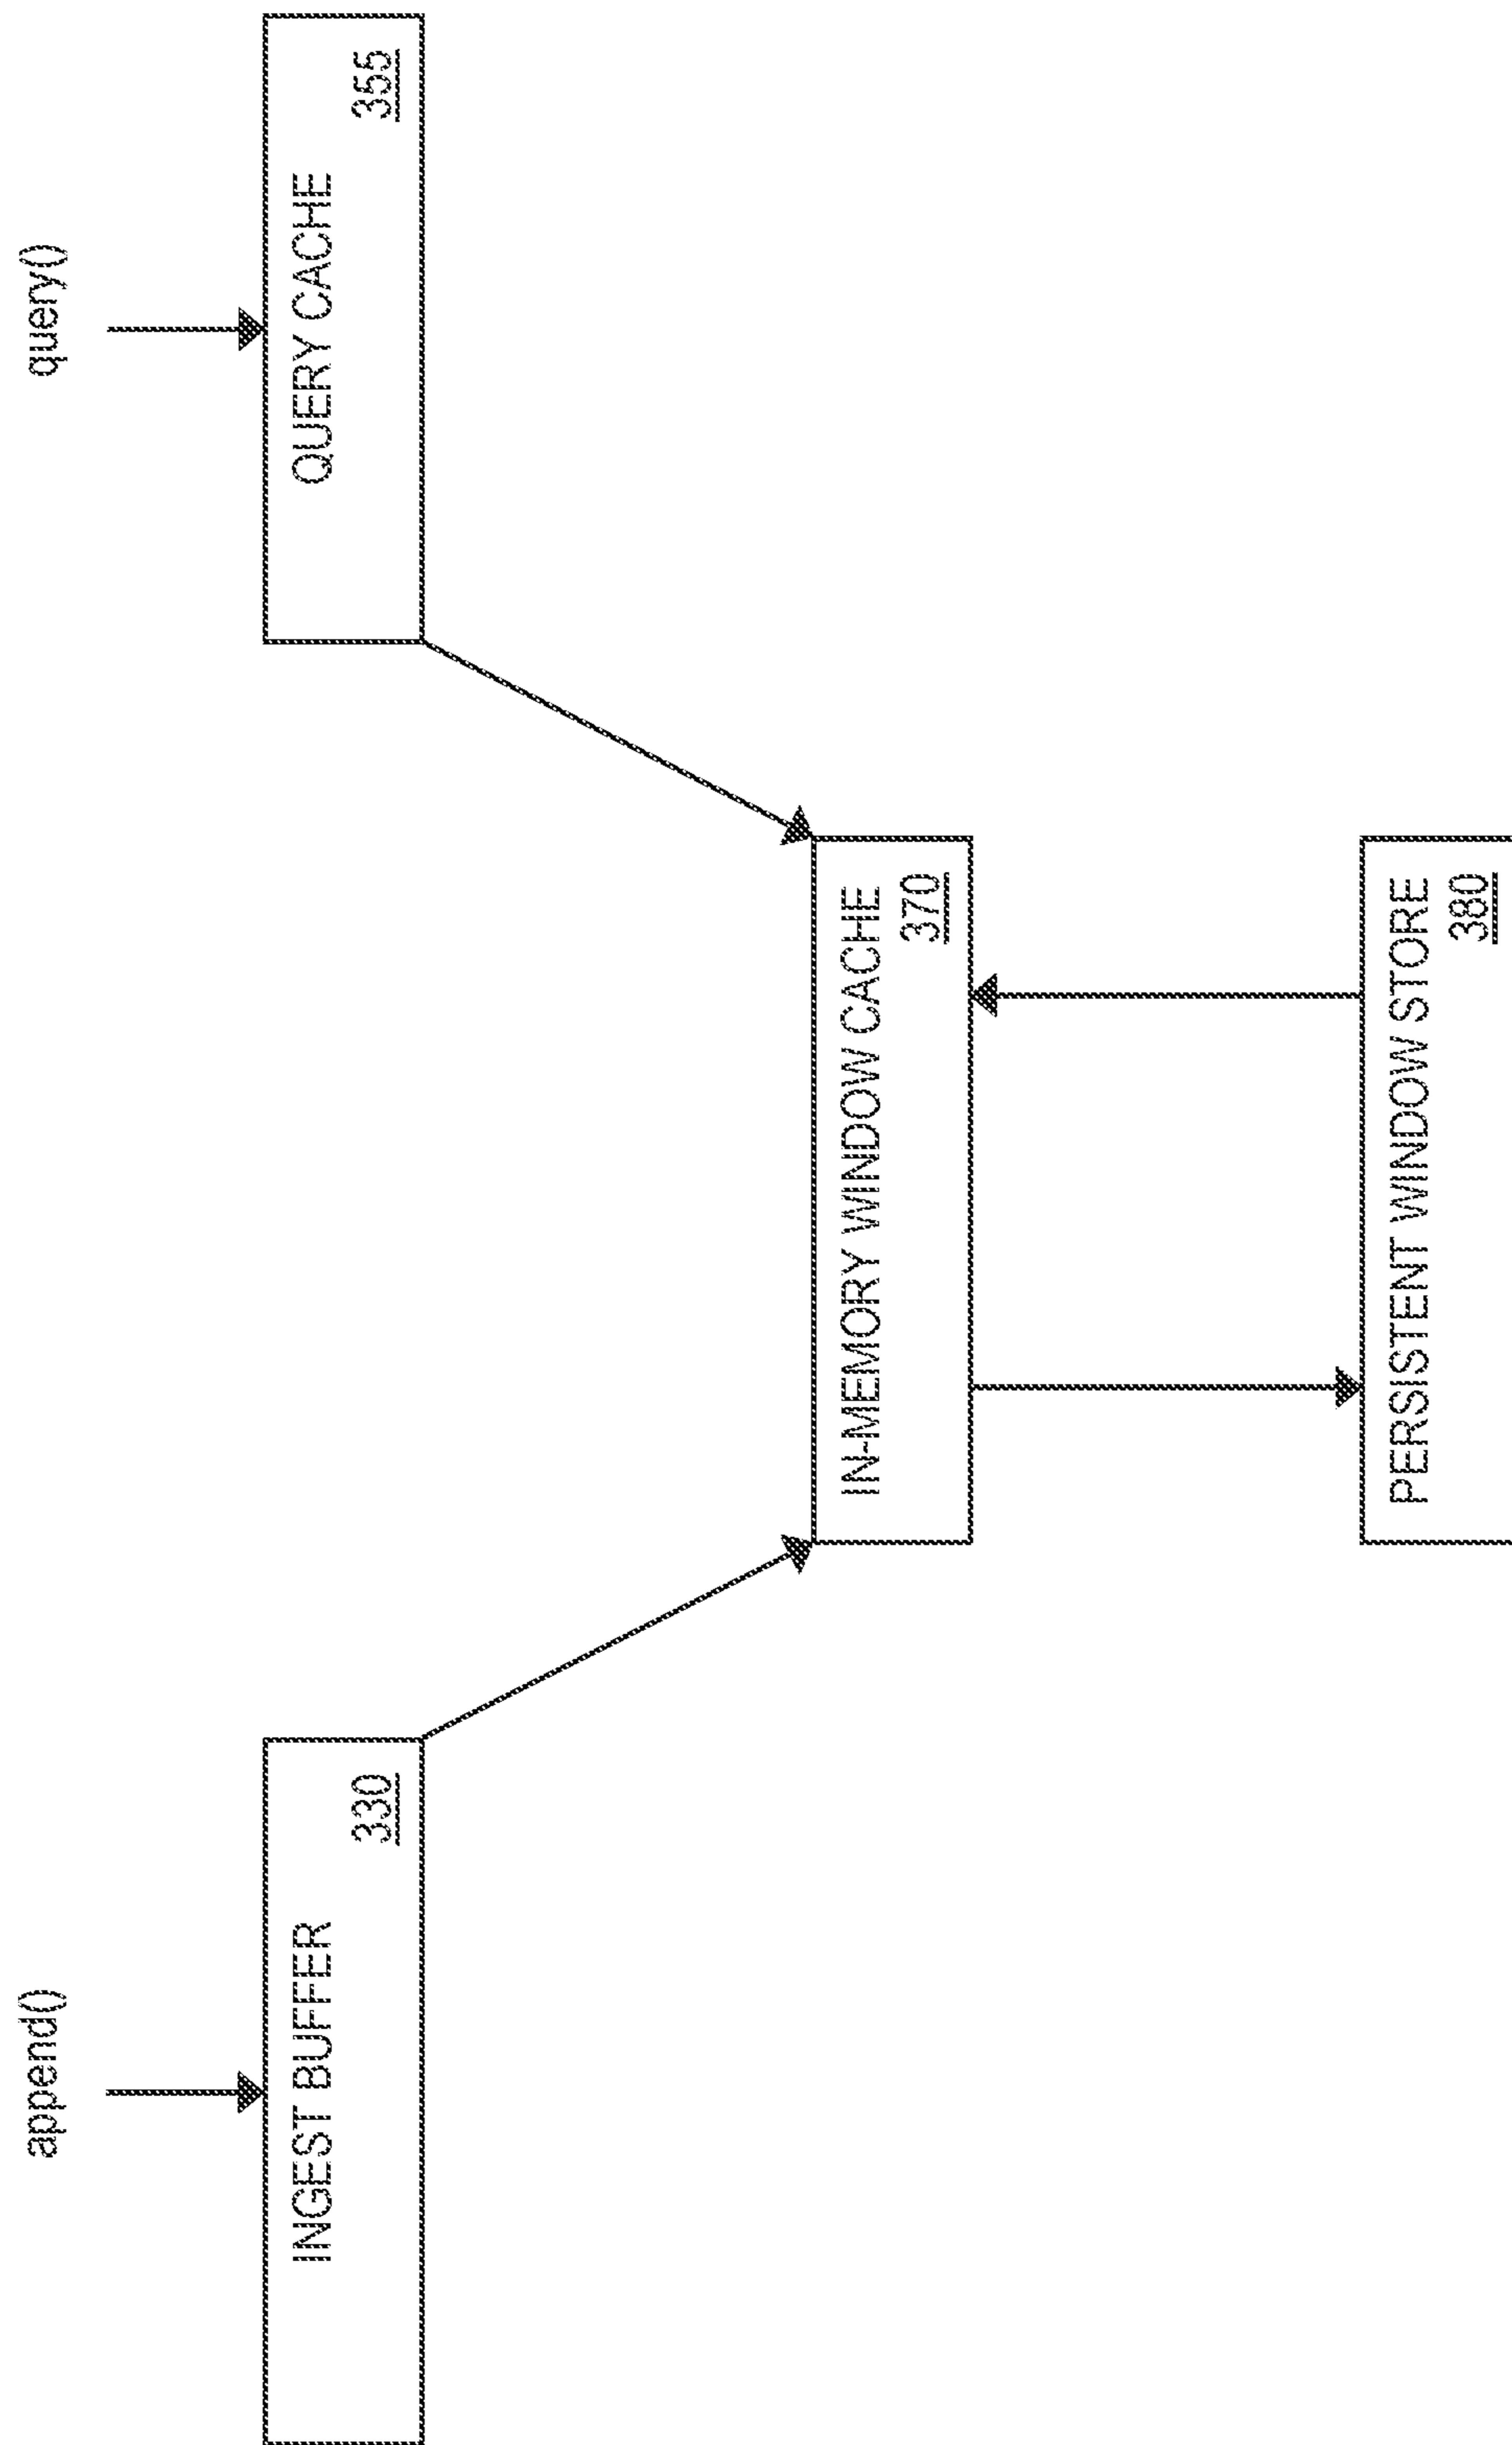 append()
query()
INGEST BUFFER
330
QUERY CACHE
355
IN-MEMORY WINDOW CACHE
370
PERSISTENT WINDOW STORE
380